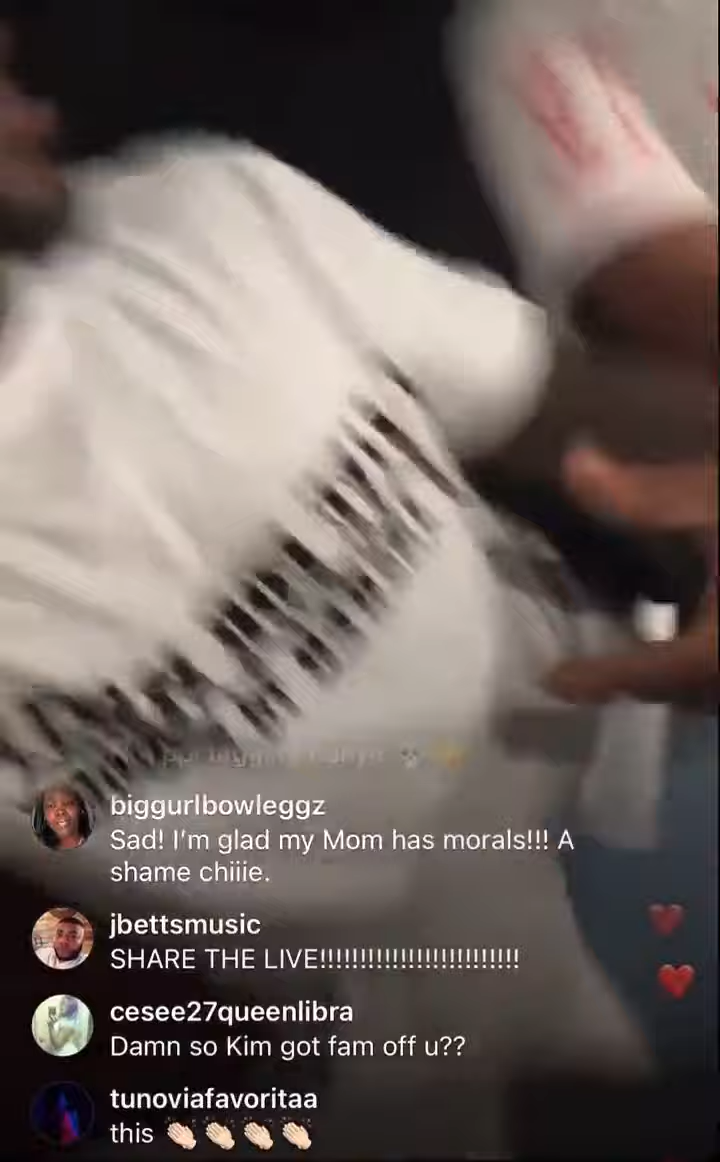 biggurlbowleggz
Sad! I'm glad my Mom has morals!!! A
shame chiiie.
jbettsmusic
SHARE THE LIVE!!!!!!!!!!!!!!!!!!!!!!!!!
cesee27queenlibra
Damn so Kim got fam off u??
tunoviafavoritaa
this 👏🏻👏🏻👏🏻👏🏻